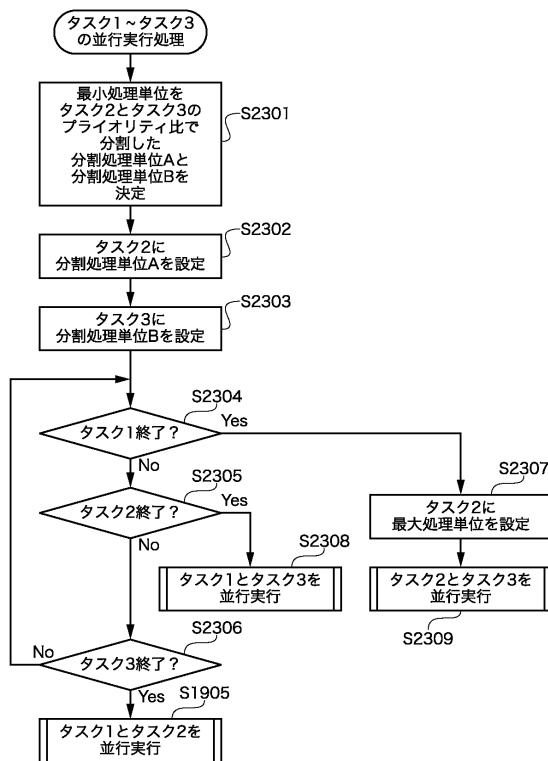 タスク1～タスク3
の並行実行処理
最小処理単位を
タスク2とタスク3の
プライオリティ比で
分割した
分割処理単位Aと
分割処理単位Bを
決定
S2301
S2302
タスク2に
分割処理単位Aを設定
S2303
タスク3に
分割処理単位Bを設定
S2304
タスク1終了？
Yes
No
S2305
タスク2終了？
Yes
No
S2307
タスク2に
最大処理単位を設定
S2308
タスク1とタスク3を
並行実行
タスク2とタスク3を
並行実行
S2309
S2306
タスク3終了？
No
Yes
S1905
タスク1とタスク2を
並行実行